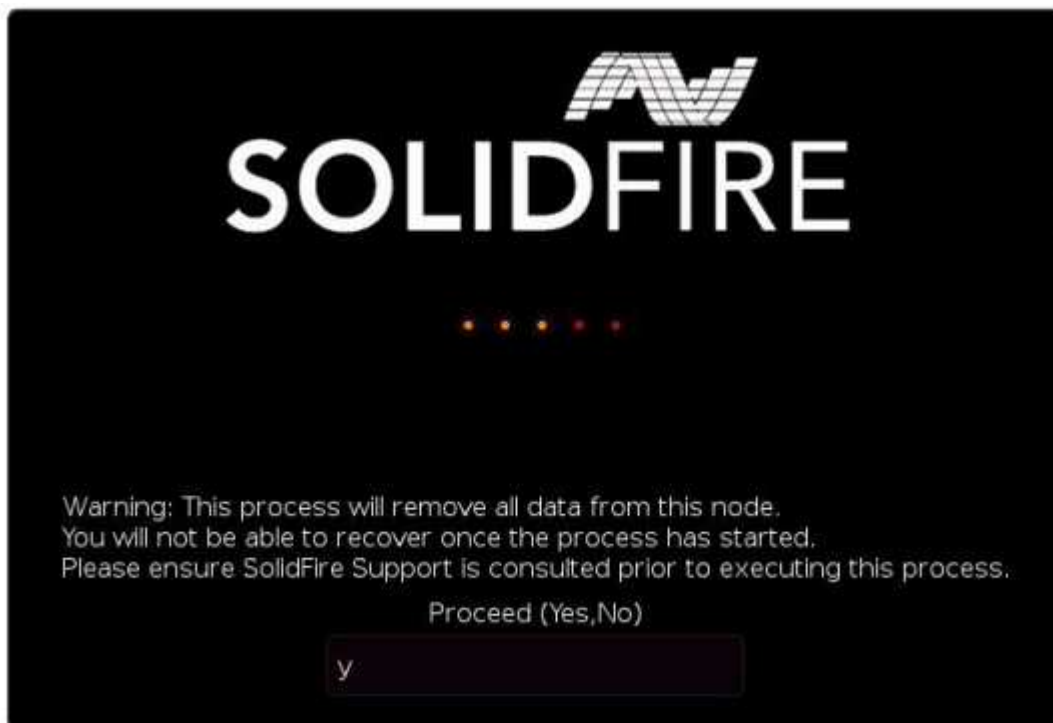 SOLIDFIRE
Warning: This process will remove all data from this node.
You will not be able to recover once the process has started.
Please ensure SolidFire Support is consulted prior to executing this process.
Proceed (Yes,No)
y